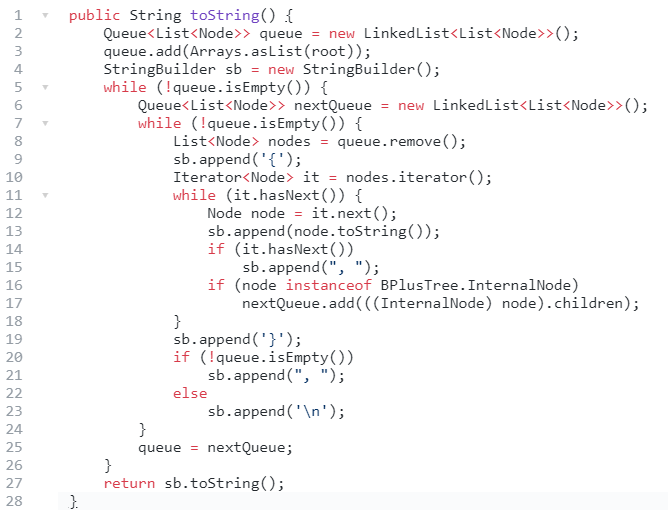 1 public String toString() {
2     Queue<List<Node>> queue = new LinkedList<List<Node>>();
3     queue.add(Arrays.asList(root));
4     StringBuilder sb = new StringBuilder();
5     while (!queue.isEmpty()) {
6         Queue<List<Node>> nextQueue = new LinkedList<List<Node>>();
7         while (!queue.isEmpty()) {
8             List<Node> nodes = queue.remove();
9             sb.append('{');
10             Iterator<Node> it = nodes.iterator();
11             while (it.hasNext()) {
12                 Node node = it.next();
13                 sb.append(node.toString());
14                 if (it.hasNext())
15                     sb.append(", ");
16                 if (node instanceof BPlusTree.InternalNode)
17                     nextQueue.add(((InternalNode) node).children);
18             }
19             sb.append('}');
20             if (!queue.isEmpty())
21                 sb.append(", ");
22             else
23                 sb.append('\n');
24         }
25         queue = nextQueue;
26     }
27     return sb.toString();
28 }